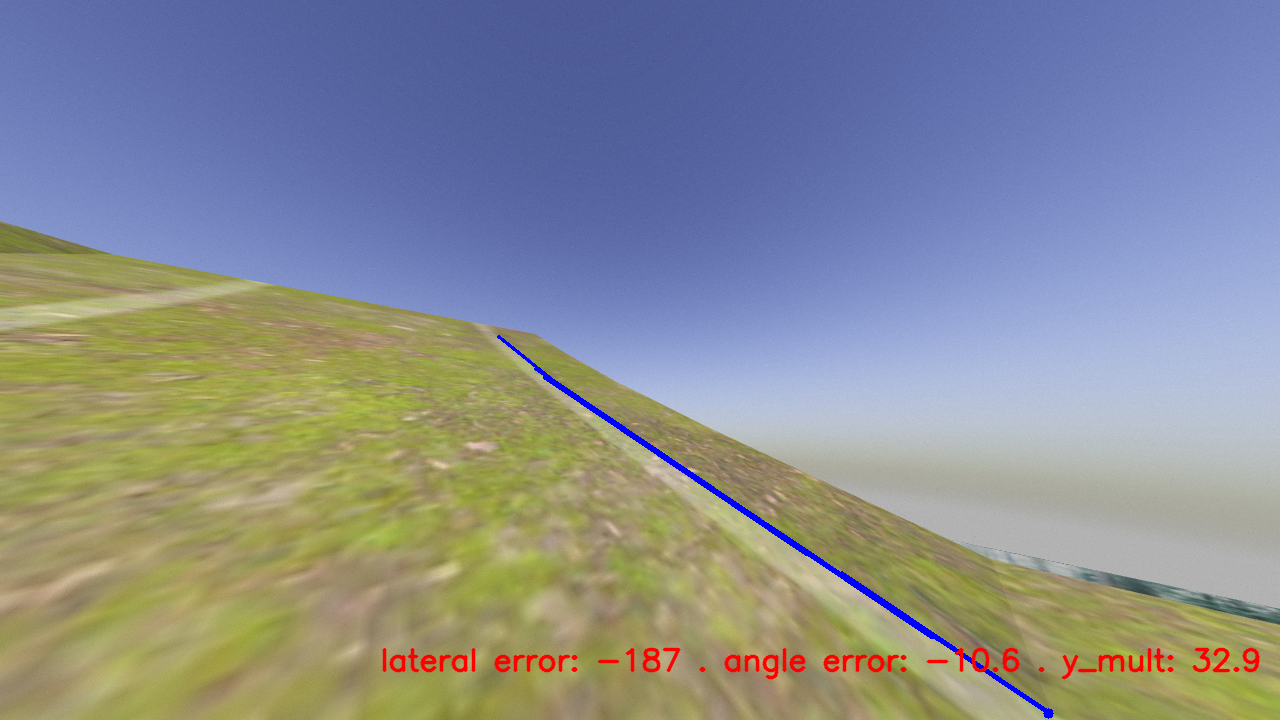 lateral error: −187 . angle error: −10.6 . y_mult: 32.9